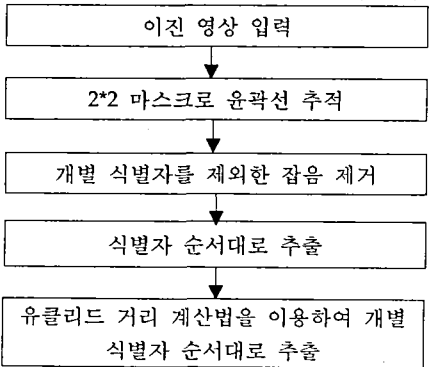 이진 영상 입력
2*2 마스크로 윤곽선 추적
개별 식별자를 제외한 잡음 제거
식별자 순서대로 추출
유클리드 거리 계산법을 이용하여 개별
식별자 순서대로 추출